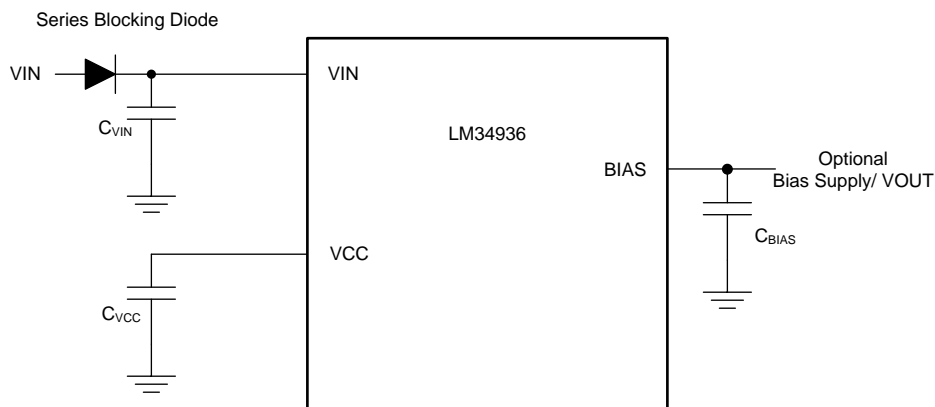 Series Blocking Diode
VIN
VIN
CVIN
LM34936
BIAS
Optional
Bias Supply/ VOUT
CBIAS
VCC
CVCC